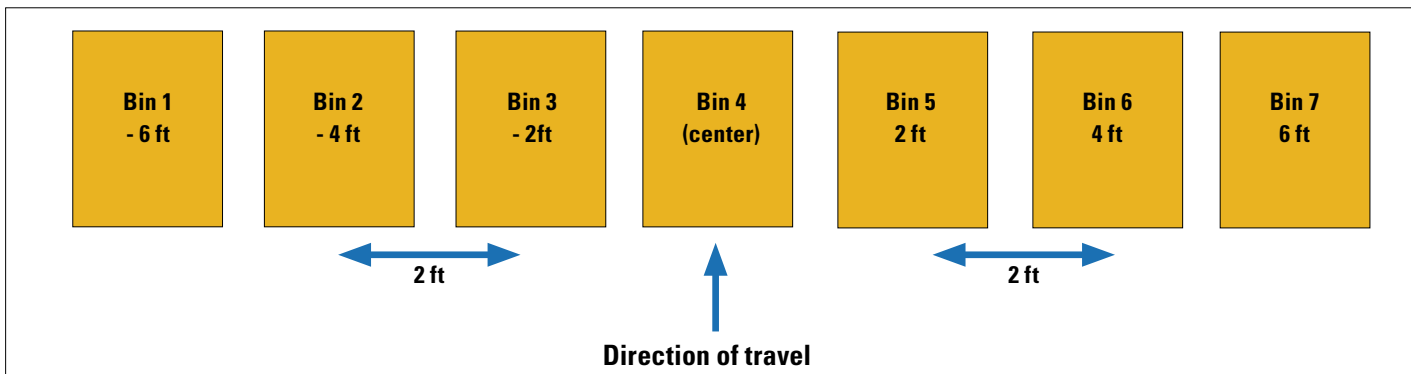 Bin 1
- 6 ft
Bin 2
- 4 ft
Bin 3
- 2ft
Bin 4
(center)
Bin 5
2 ft
Bin 6
4 ft
Bin 7
6 ft
2 ft
2 ft
Direction of travel